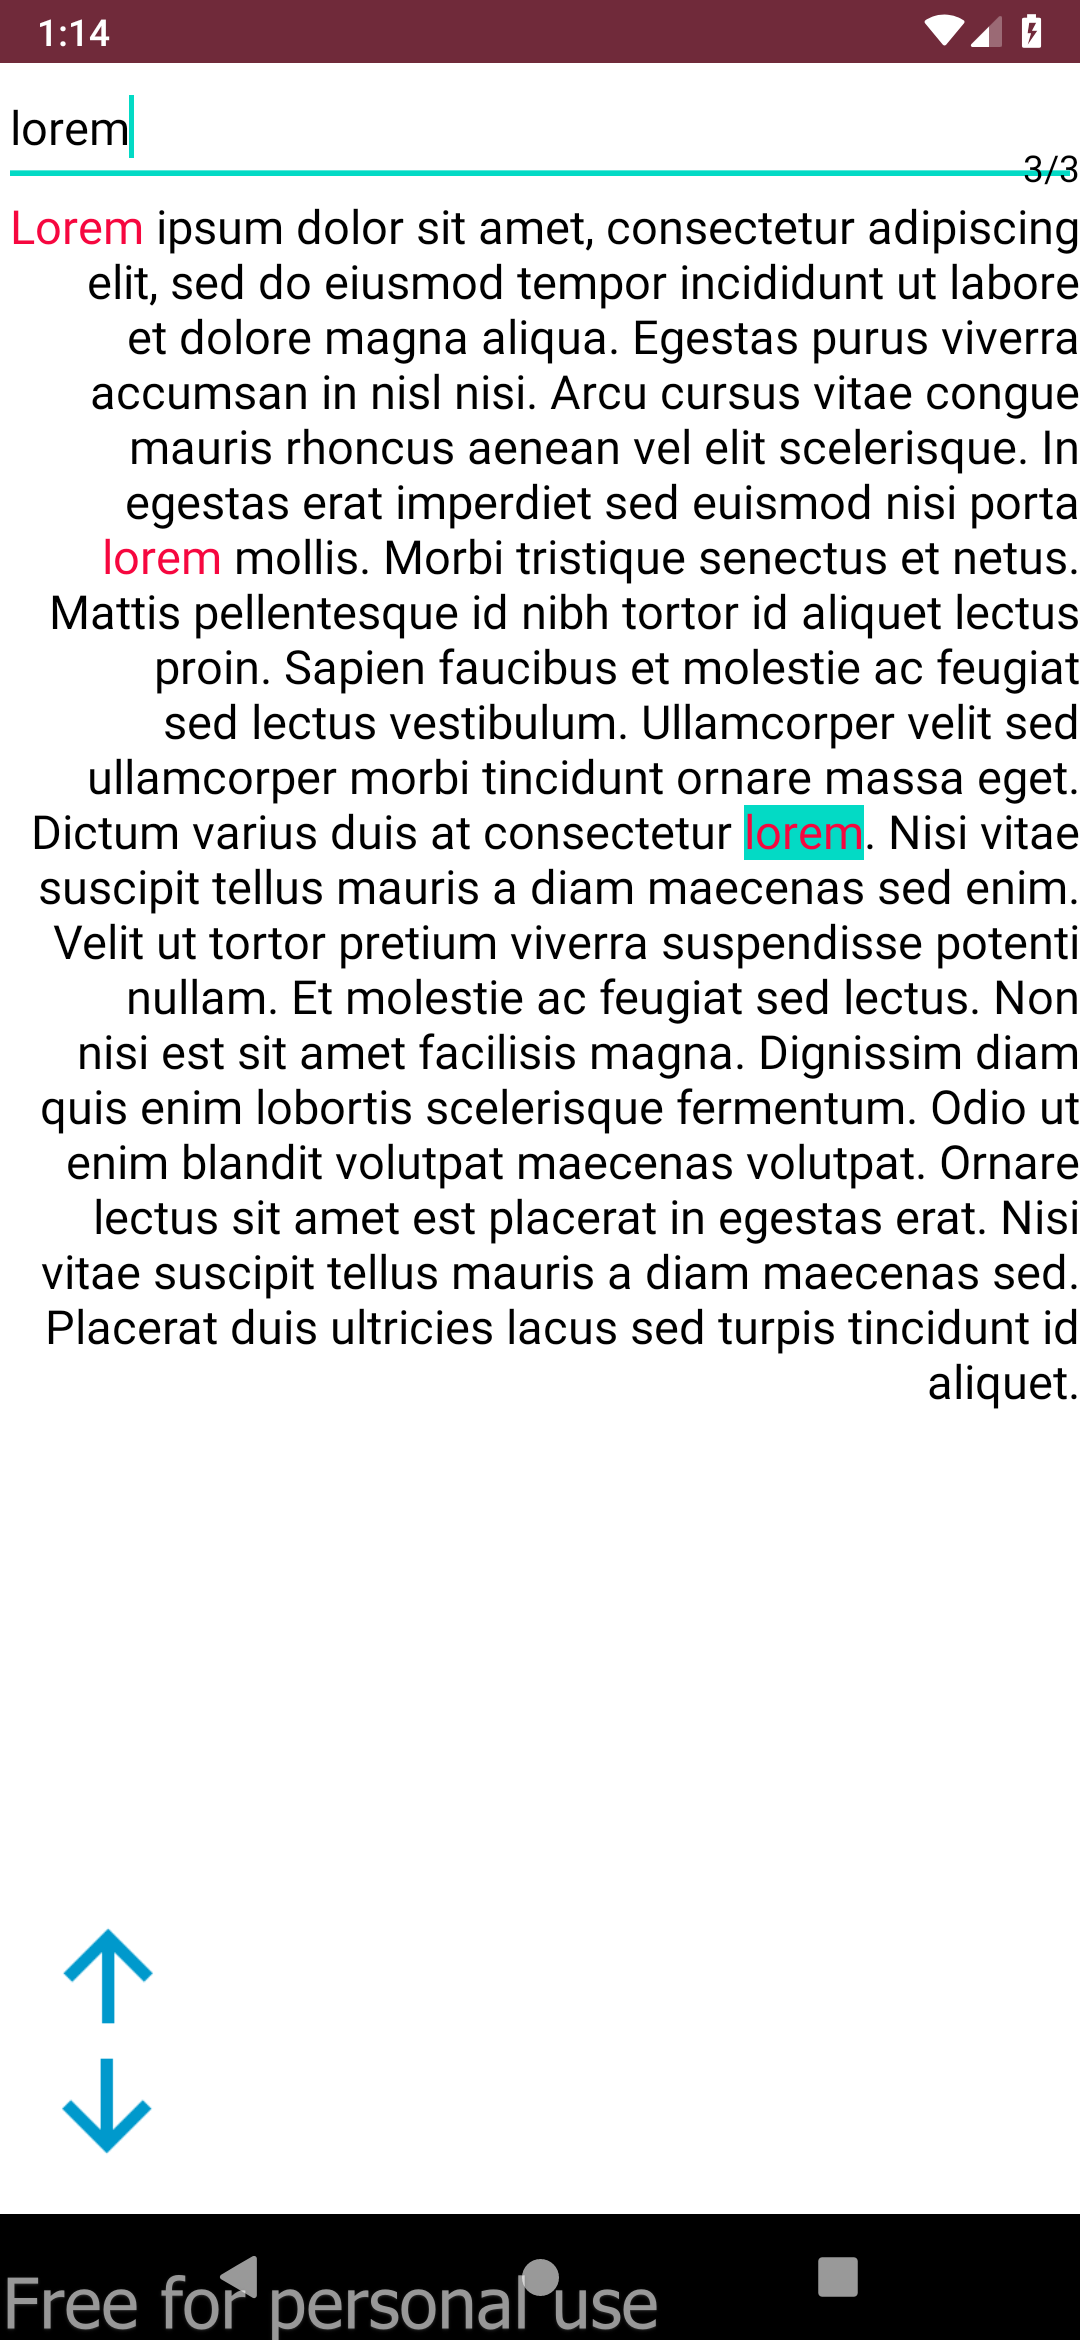 1:14
lorem
3/3
Lorem ipsum dolor sit amet, consectetur adipiscing
elit, sed do eiusmod tempor incididunt ut labore
et dolore magna aliqua. Egestas purus viverra
accumsan in nisl nisi. Arcu cursus vitae congue
mauris rhoncus aenean vel elit scelerisque. In
egestas erat imperdiet sed euismod nisi porta
lorem mollis. Morbi tristique senectus et netus.
Mattis pellentesque id nibh tortor id aliquet lectus
proin. Sapien faucibus et molestie ac feugiat
sed lectus vestibulum. Ullamcorper velit sed
ullamcorper morbi tincidunt ornare massa eget.
Dictum varius duis at consectetur lorem. Nisi vitae
suscipit tellus mauris a diam maecenas sed enim.
Velit ut tortor pretium viverra suspendisse potenti
nullam. Et molestie ac feugiat sed lectus. Non
nisi est sit amet facilisis magna. Dignissim diam
quis enim lobortis scelerisque fermentum. Odio ut
enim blandit volutpat maecenas volutpat. Ornare
lectus sit amet est placerat in egestas erat. Nisi
vitae suscipit tellus mauris a diam maecenas sed.
Placerat duis ultricies lacus sed turpis tincidunt id
aliquet.
Free for personal use